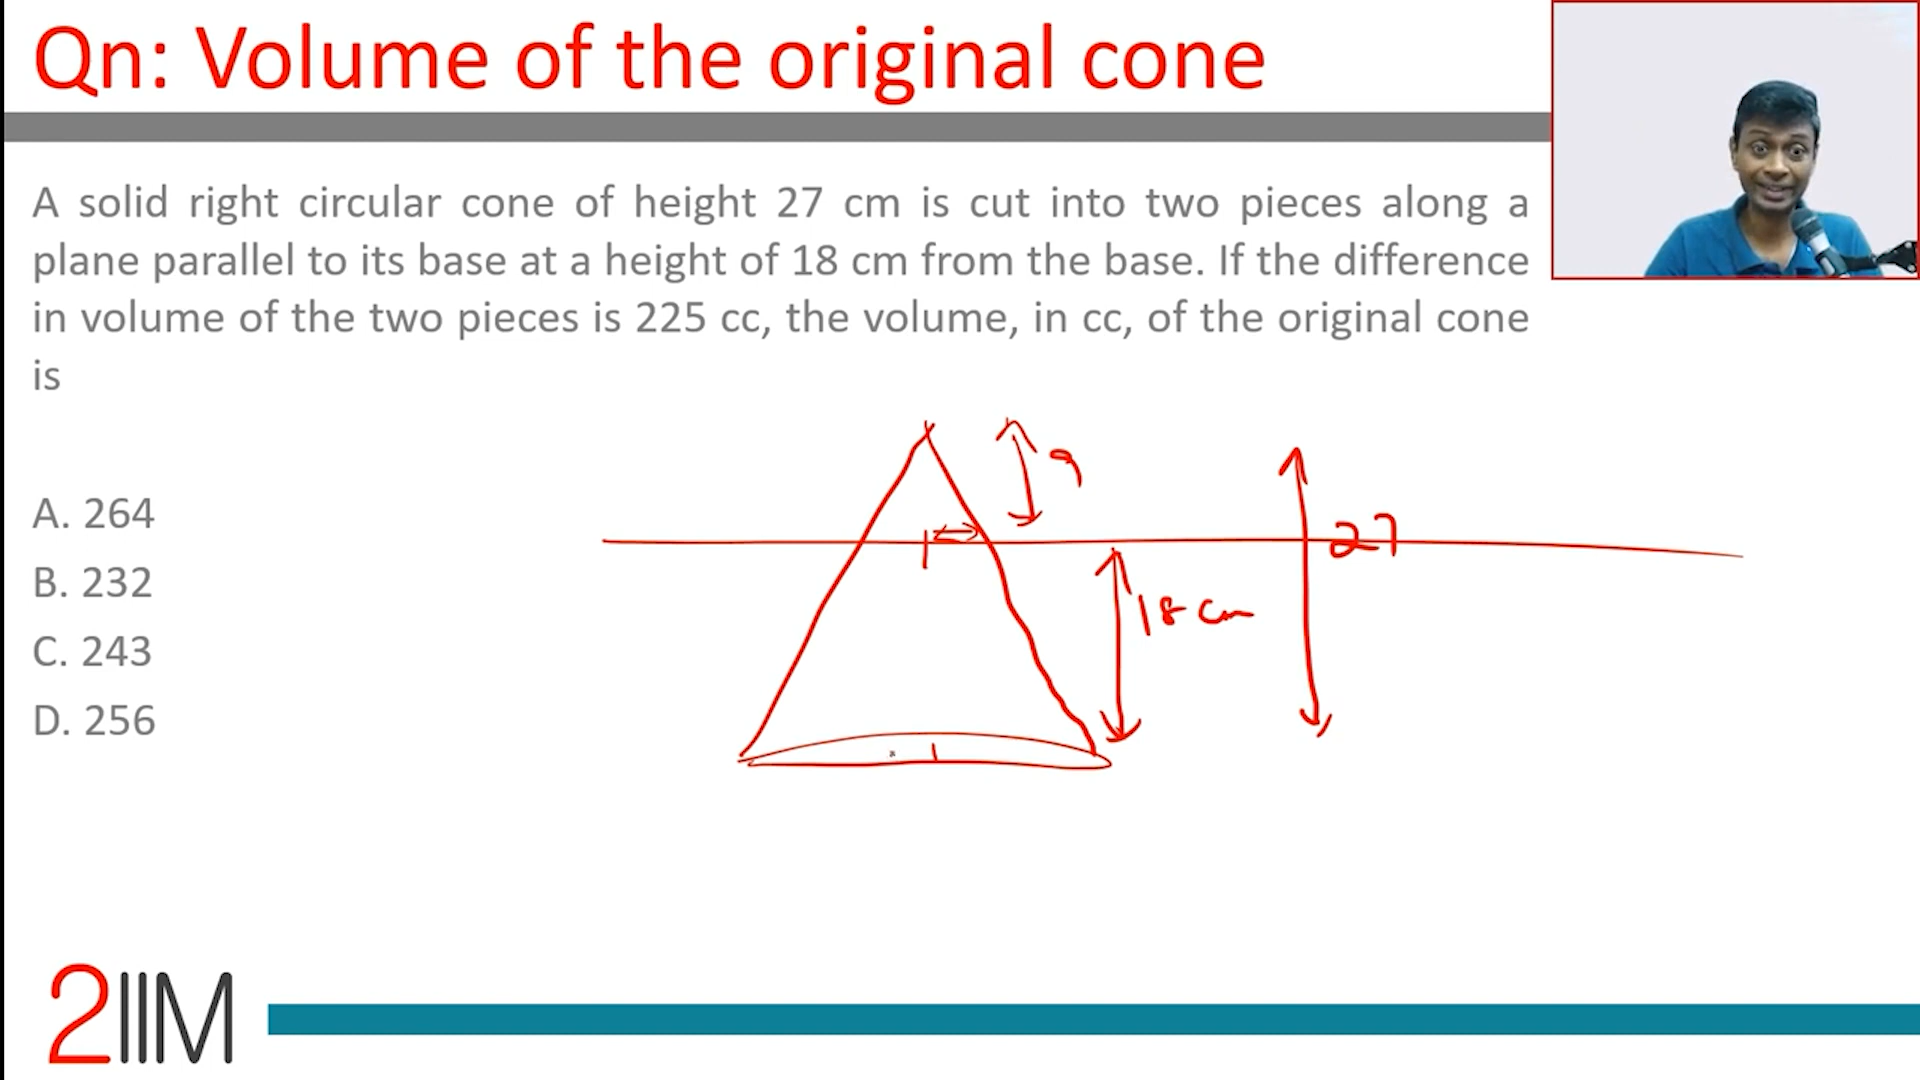 Qn: Volume of the original cone
A solid right circular cone of height 27 cm is cut into two pieces along a
plane parallel to its base at a height of 18 cm from the base. If the difference
in volume of the two pieces is 225 cc, the volume, in cc, of the original cone
is
9
27
18 cm
A. 264
B. 232
C. 243
D. 256
2IIM